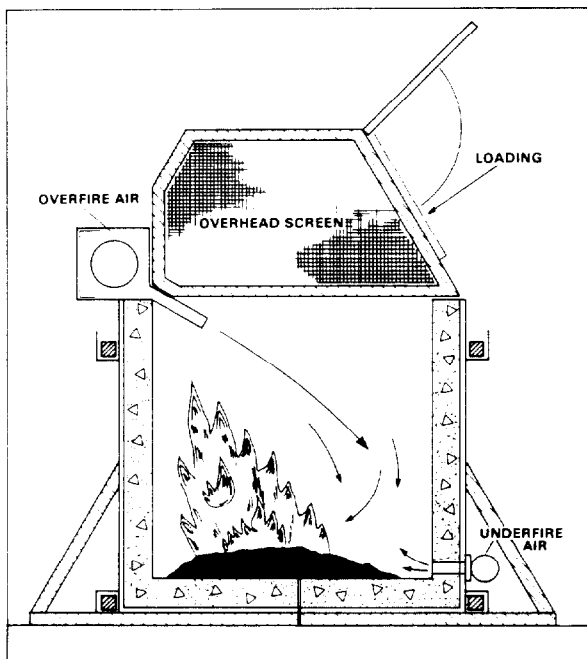 LOADING
OVERFIRE AIR
OVERHEAD SCREEN
UNDERFIRE
AIR